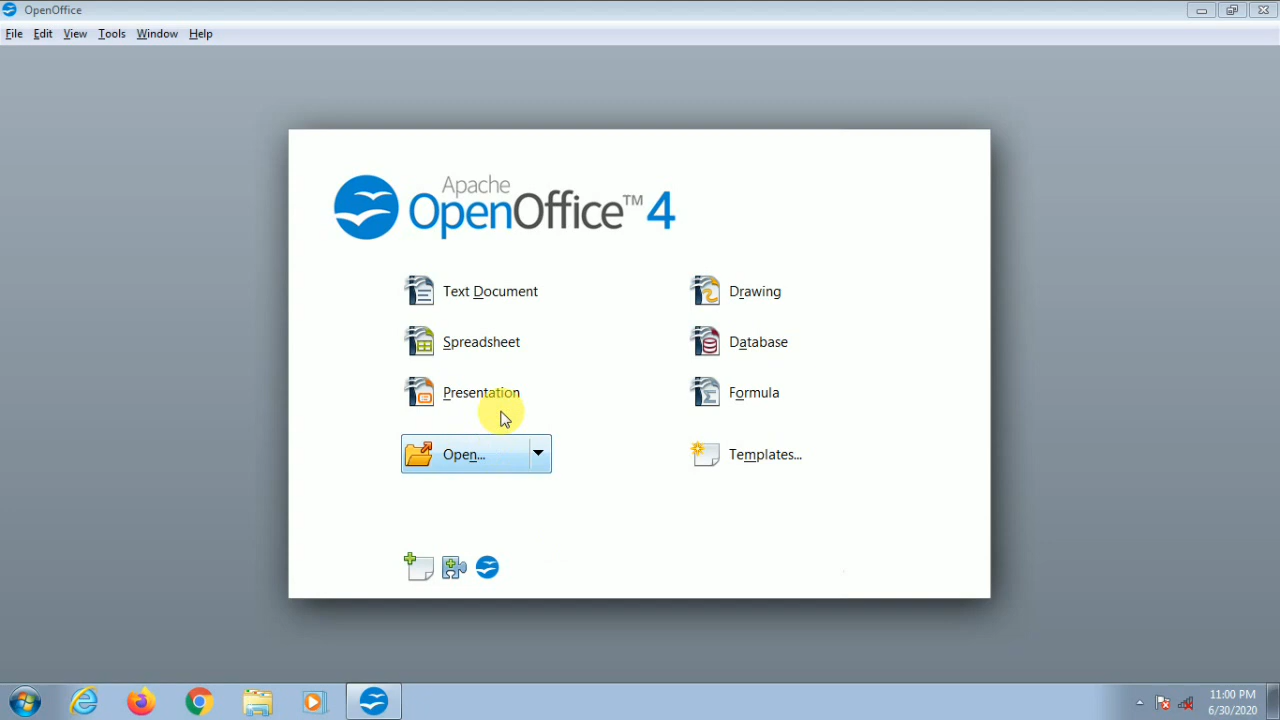 OpenOffice
File Edit View Tools Window Help
Apache
OpenOffice™ 4
Text Document
Drawing
Spreadsheet
Database
Presentation
Formula
Open...
Templates...
11:00 PM
6/30/2020